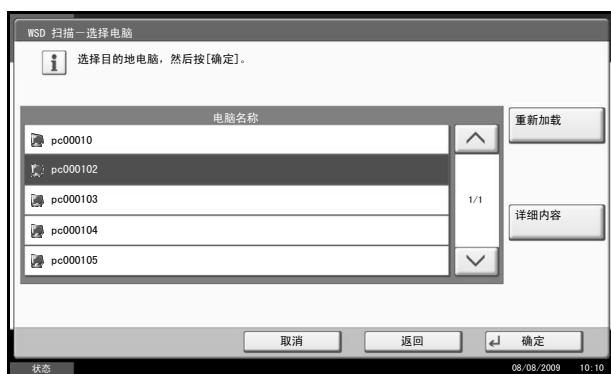 WSD 扫描－选择电脑
选择目的地电脑，然后按[确定]。
电脑名称
重新加载
pc00010
pc000102
pc000103
1/1
详细内容
pc000104
pc000105
取消 返回 确定
状态 08/08/2009 10:10